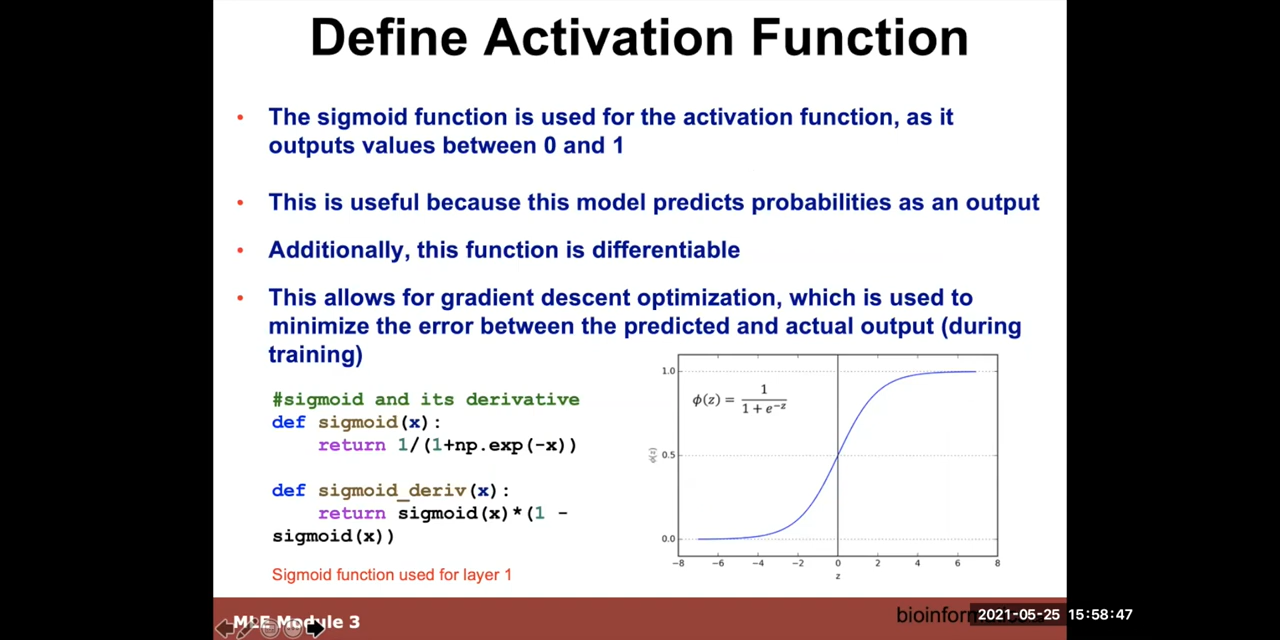 Define Activation Function
• The sigmoid function is used for the activation function, as it
outputs values between 0 and 1
• This is useful because this model predicts probabilities as an output
• Additionally, this function is differentiable
• This allows for gradient descent optimization, which is used to
minimize the error between the predicted and actual output (during
training)
#sigmoid and its derivative
def sigmoid(x):
return 1/(1+np.exp(-x))
def sigmoid_deriv(x):
return sigmoid(x)*(1 -
sigmoid(x))
Sigmoid function used for layer 1
1.0
ϕ(z) = 1 / 1 + e^-z
0.5
ϕ(z)
0.0
−8 −6 −4 −2 0 2 4 6 8
z
MLE Module 3
2021-05-25 15:58:47